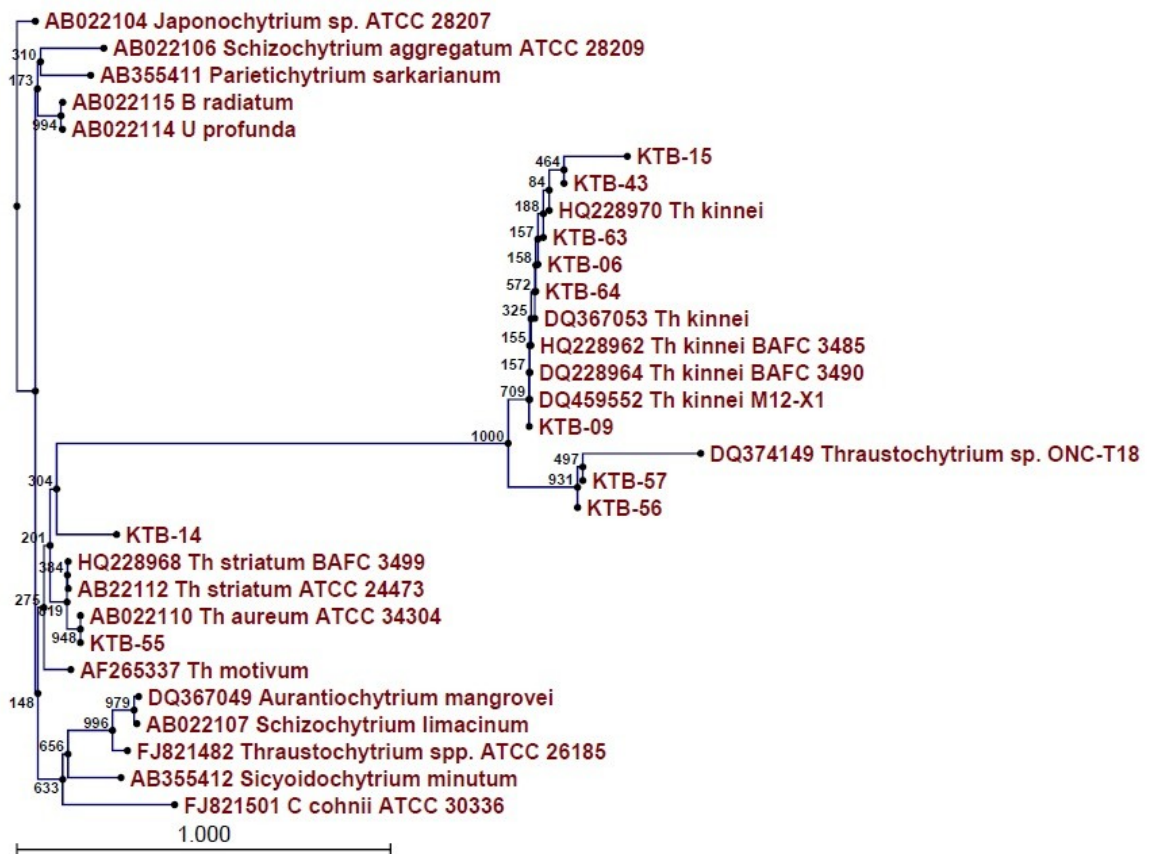 AB022104 Japonochytrium sp. ATCC 28207
310
AB022106 Schizochytrium aggregatum ATCC 28209
173
AB355411 Parietichytrium sarkarianum
AB022115 B radiatum
994
AB022114 U profunda
464
KTB-15
84
KTB-43
188
HQ228970 Th kinnei
157
KTB-63
158
KTB-06
572
KTB-64
325
DQ367053 Th kinnei
155
HQ228962 Th kinnei BAFC 3485
157
DQ228964 Th kinnei BAFC 3490
709
DQ459552 Th kinnei M12-X1
KTB-09
1000
497
DQ374149 Thraustochytrium sp. ONC-T18
931
KTB-57
304
KTB-56
201
KTB-14
384
HQ228968 Th striatum BAFC 3499
AB22112 Th striatum ATCC 24473
275
819
AB022110 Th aureum ATCC 34304
948
KTB-55
AF265337 Th motivum
148
979
DQ367049 Aurantiochytrium mangrovei
996
AB022107 Schizochytrium limacinum
656
FJ821482 Thraustochytrium spp. ATCC 26185
633
AB355412 Sicyoidochytrium minutum
FJ821501 C cohnii ATCC 30336
1.000